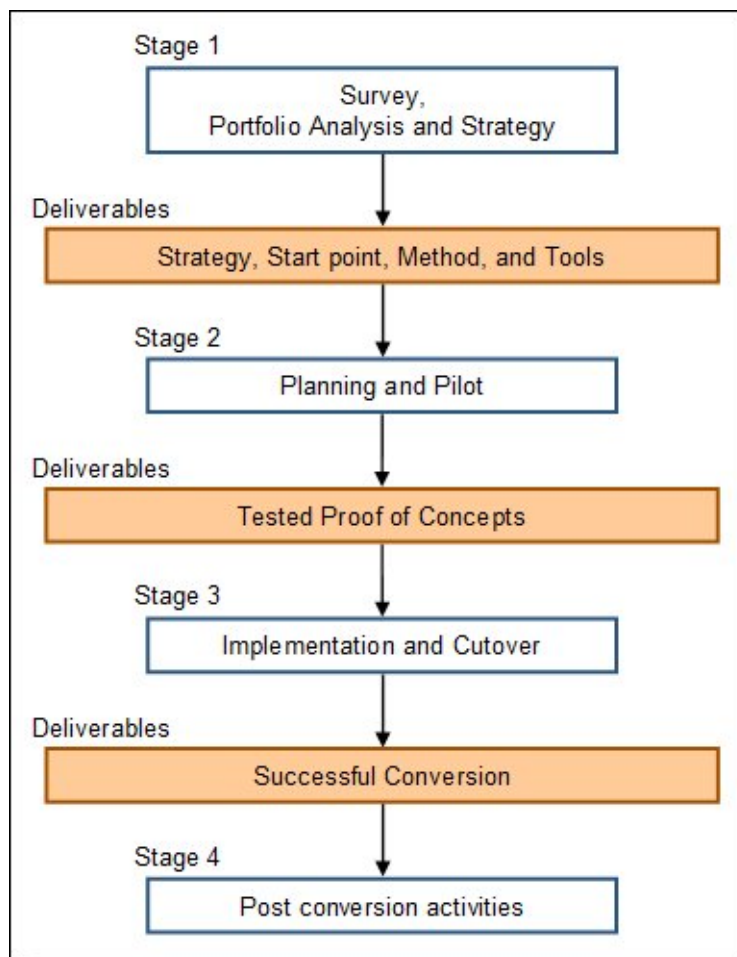 Stage 1
Survey,
Portfolio Analysis and Strategy
Deliverables
Strategy, Start point, Method, and Tools
Stage 2
Planning and Pilot
Deliverables
Tested Proof of Concepts
Stage 3
Implementation and Cutover
Deliverables
Successful Conversion
Stage 4
Post conversion activities